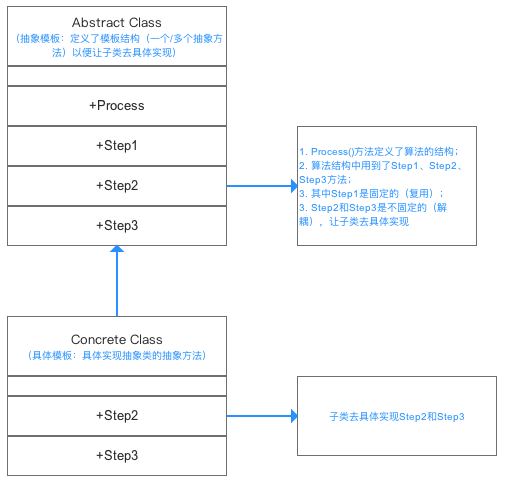 Abstract Class
（抽象模板：定义了模板结构（一个/多个抽象方
法）以便让子类去具体实现）
+Process
+Step1
+Step2
+Step3
1. Process()方法定义了算法的结构；
2. 算法结构中用到了Step1、Step2、
Step3方法；
3. 其中Step1是固定的（复用）；
3. Step2和Step3是不固定的（解
耦），让子类去具体实现
Concrete Class
（具体模板：具体实现抽象类的抽象方法）
+Step2
+Step3
子类去具体实现Step2和Step3